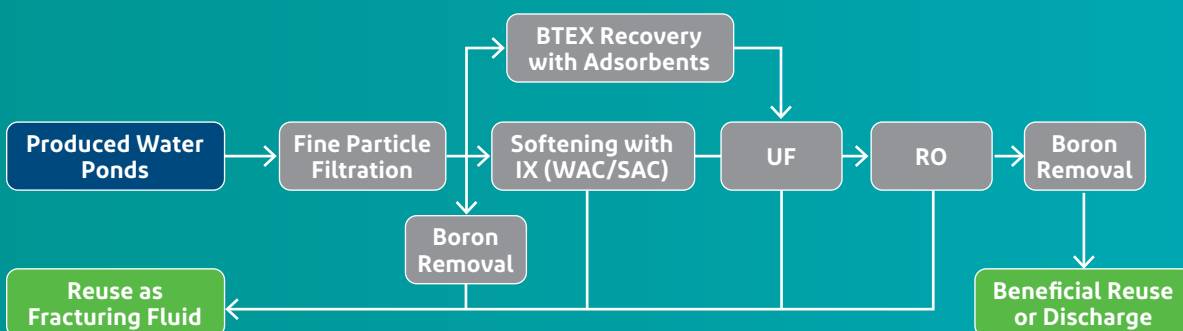 BTEX Recovery
with Adsorbents
Produced Water
Ponds
Fine Particle
Filtration
Softening with
IX (WAC/SAC)
UF
RO
Boron
Removal
Boron
Removal
Reuse as
Fracturing Fluid
Beneficial Reuse
or Discharge